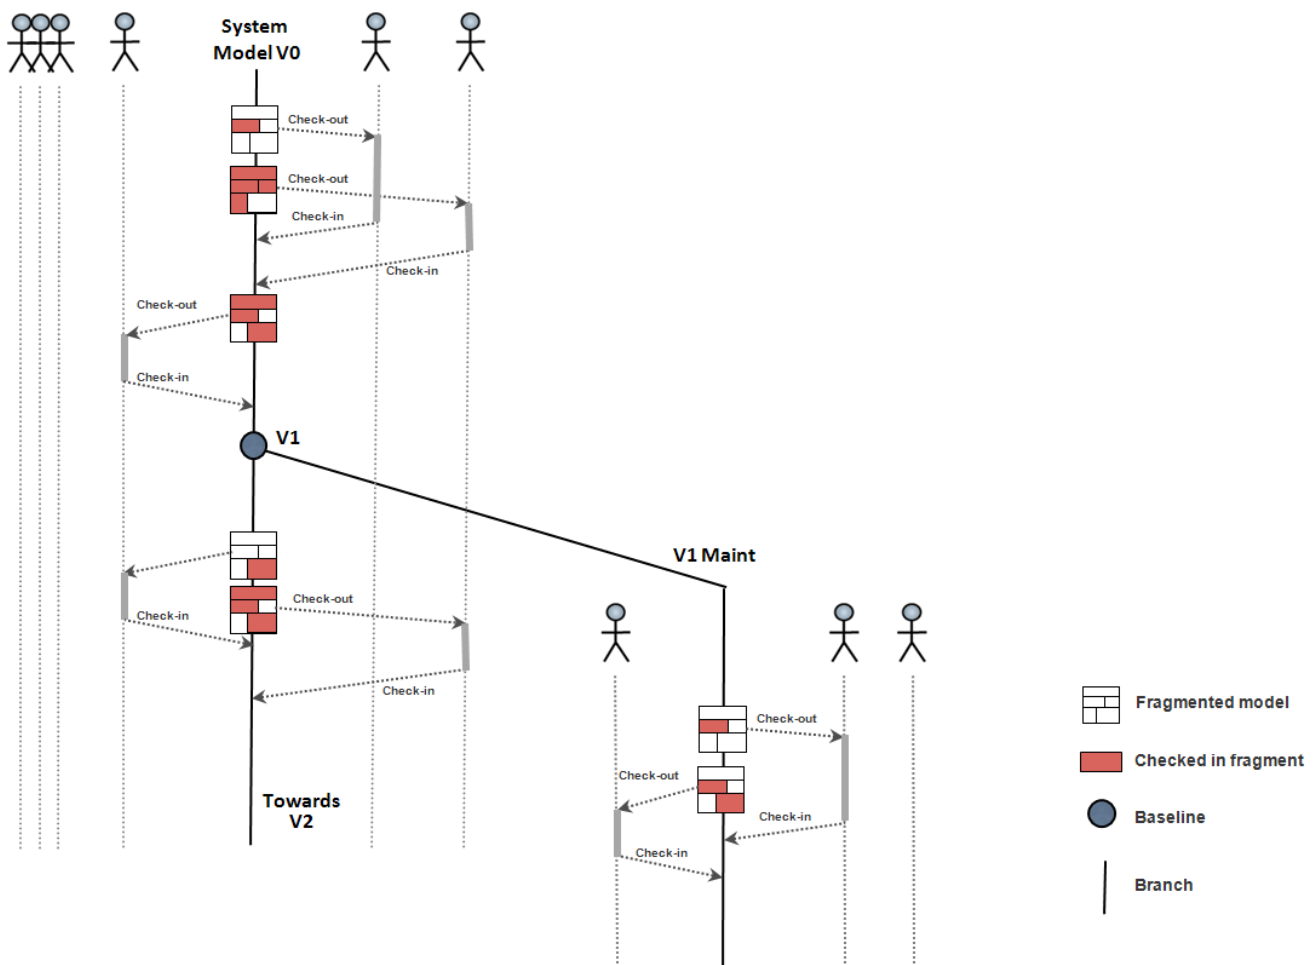 System
Model V0
Check-out
Check-out
Check-in
Check-in
Check-out
Check-in
V1
V1 Maint
Check-out
Check-in
Check-in
Check-out
Check-out
Check-in
Check-in
Towards
V2
Fragmented model
Checked in fragment
Baseline
Branch